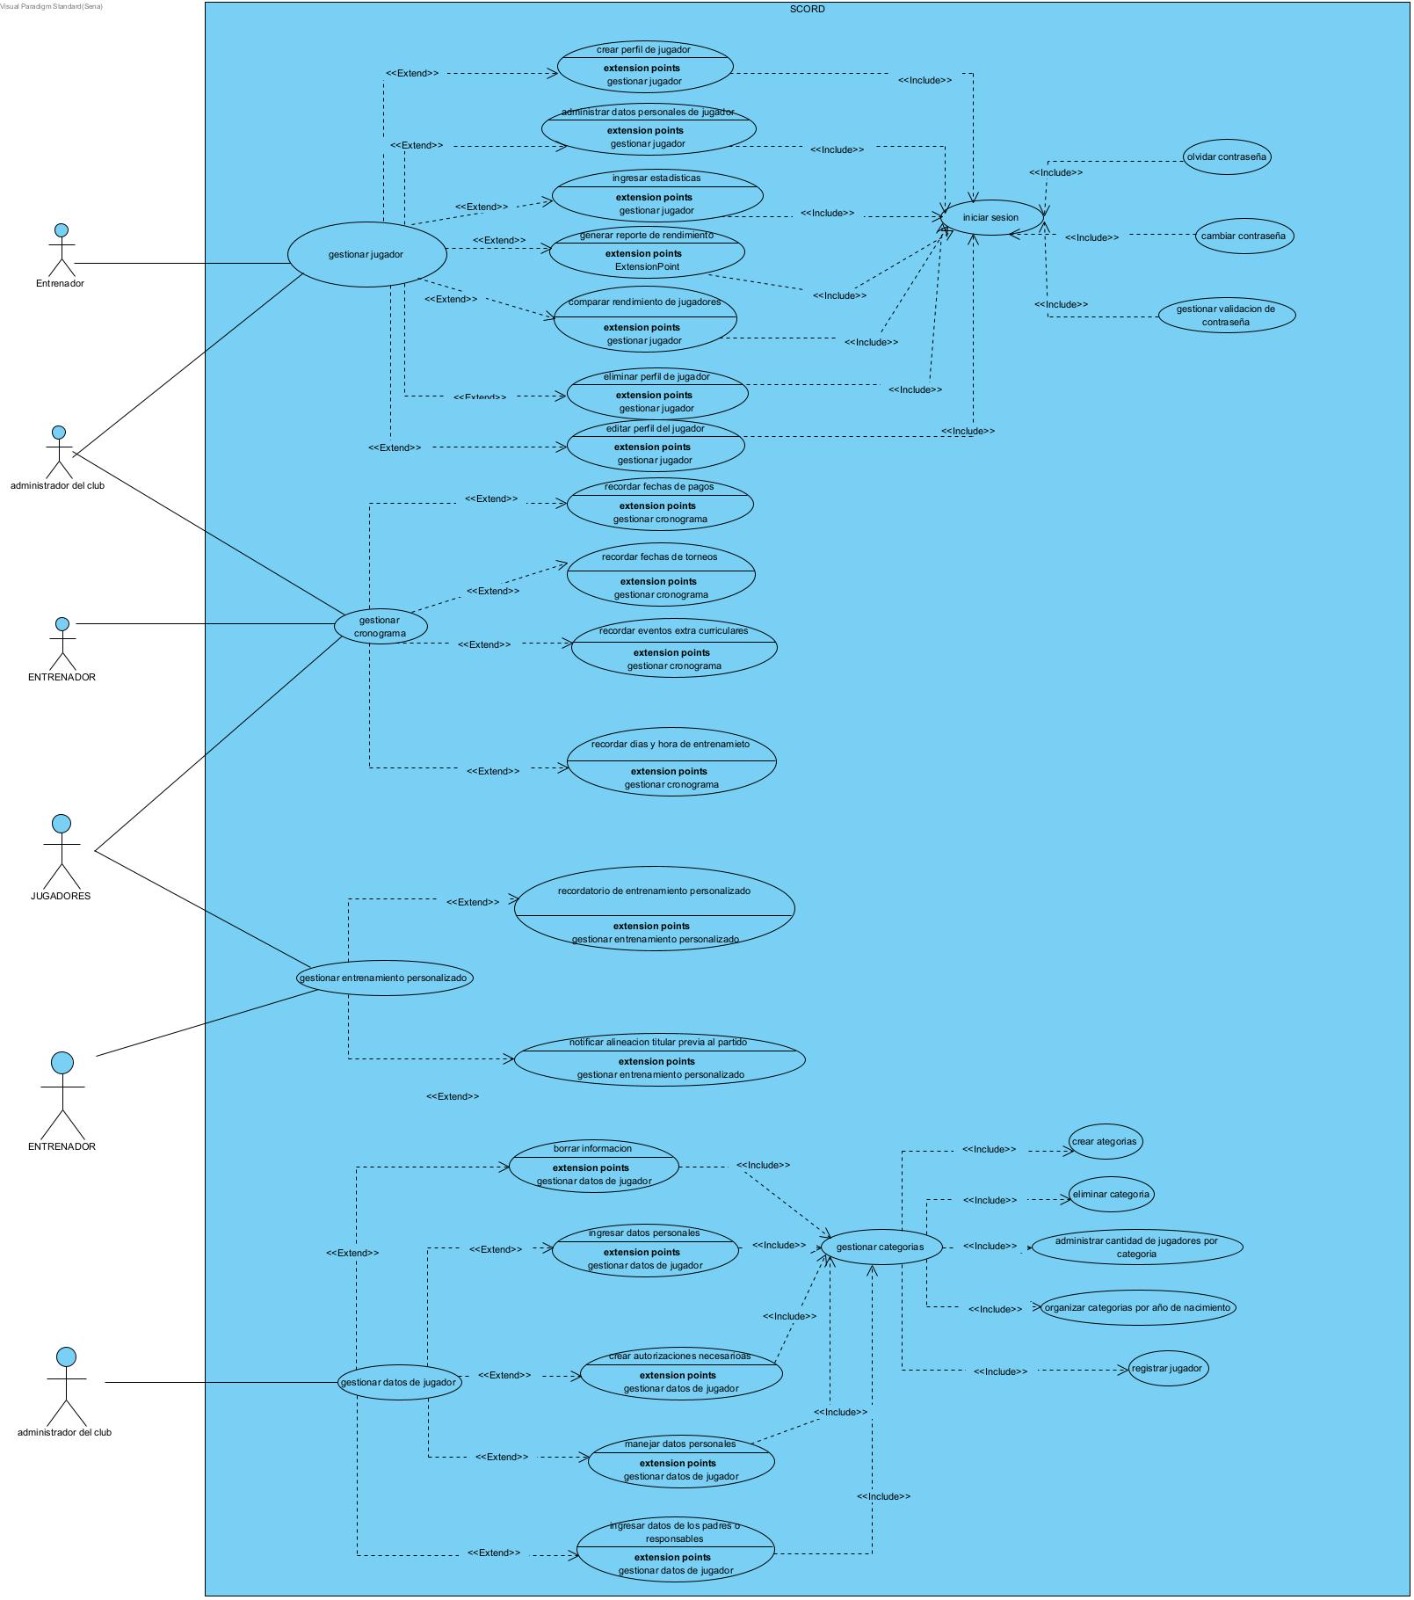 Visual Paradigm Standard(Sena)
SCORD
crear perfil de jugador
extension points
gestionar jugador
<<Extend>>
<<Include>>
administrar datos personales de jugador
extension points
gestionar jugador
<<Extend>>
<<Include>>
olvidar contraseña
<<Include>>
ingresar estadisticas
extension points
gestionar jugador
<<Extend>>
<<Include>>
iniciar sesion
generar reporte de rendimiento
extension points
ExtensionPoint
<<Extend>>
<<Include>>
<<Include>>
cambiar contraseña
gestionar jugador
Entrenador
comparar rendimiento de jugadores
extension points
gestionar jugador
<<Extend>>
<<Include>>
<<Include>>
gestionar validacion de
contraseña
eliminar perfil de jugador
extension points
gestionar jugador
<<Extend>>
<<Include>>
editar perfil del jugador
extension points
gestionar jugador
<<Extend>>
<<Include>>
administrador del club
recordar fechas de pagos
extension points
gestionar cronograma
<<Extend>>
recordar fechas de torneos
extension points
gestionar cronograma
<<Extend>>
gestionar
cronograma
ENTRENADOR
recordar eventos extra curriculares
extension points
gestionar cronograma
<<Extend>>
recordar dias y hora de entrenamieto
extension points
gestionar cronograma
<<Extend>>
JUGADORES
recordatorio de entrenamiento personalizado
extension points
gestionar entrenamiento personalizado
<<Extend>>
gestionar entrenamiento personalizado
notificar alineacion titular previa al partido
extension points
gestionar entrenamiento personalizado
<<Extend>>
ENTRENADOR
borrar informacion
extension points
gestionar datos de jugador
<<Include>>
<<Include>>
crear ategorias
<<Include>>
eliminar categoria
<<Extend>>
<<Extend>>
ingresar datos personales
extension points
gestionar datos de jugador
<<Include>>
gestionar categorias
<<Include>>
administrar cantidad de jugadores por
categoria
<<Include>>
<<Include>>
organizar categorias por año de nacimiento
crear autorizaciones necesarioas
extension points
gestionar datos de jugador
<<Extend>>
<<Include>>
registrar jugador
gestionar datos de jugador
administrador del club
<<Include>>
manejar datos personales
extension points
gestionar datos de jugador
<<Extend>>
<<Include>>
ingresar datos de los padres o
responsables
extension points
gestionar datos de jugador
<<Extend>>